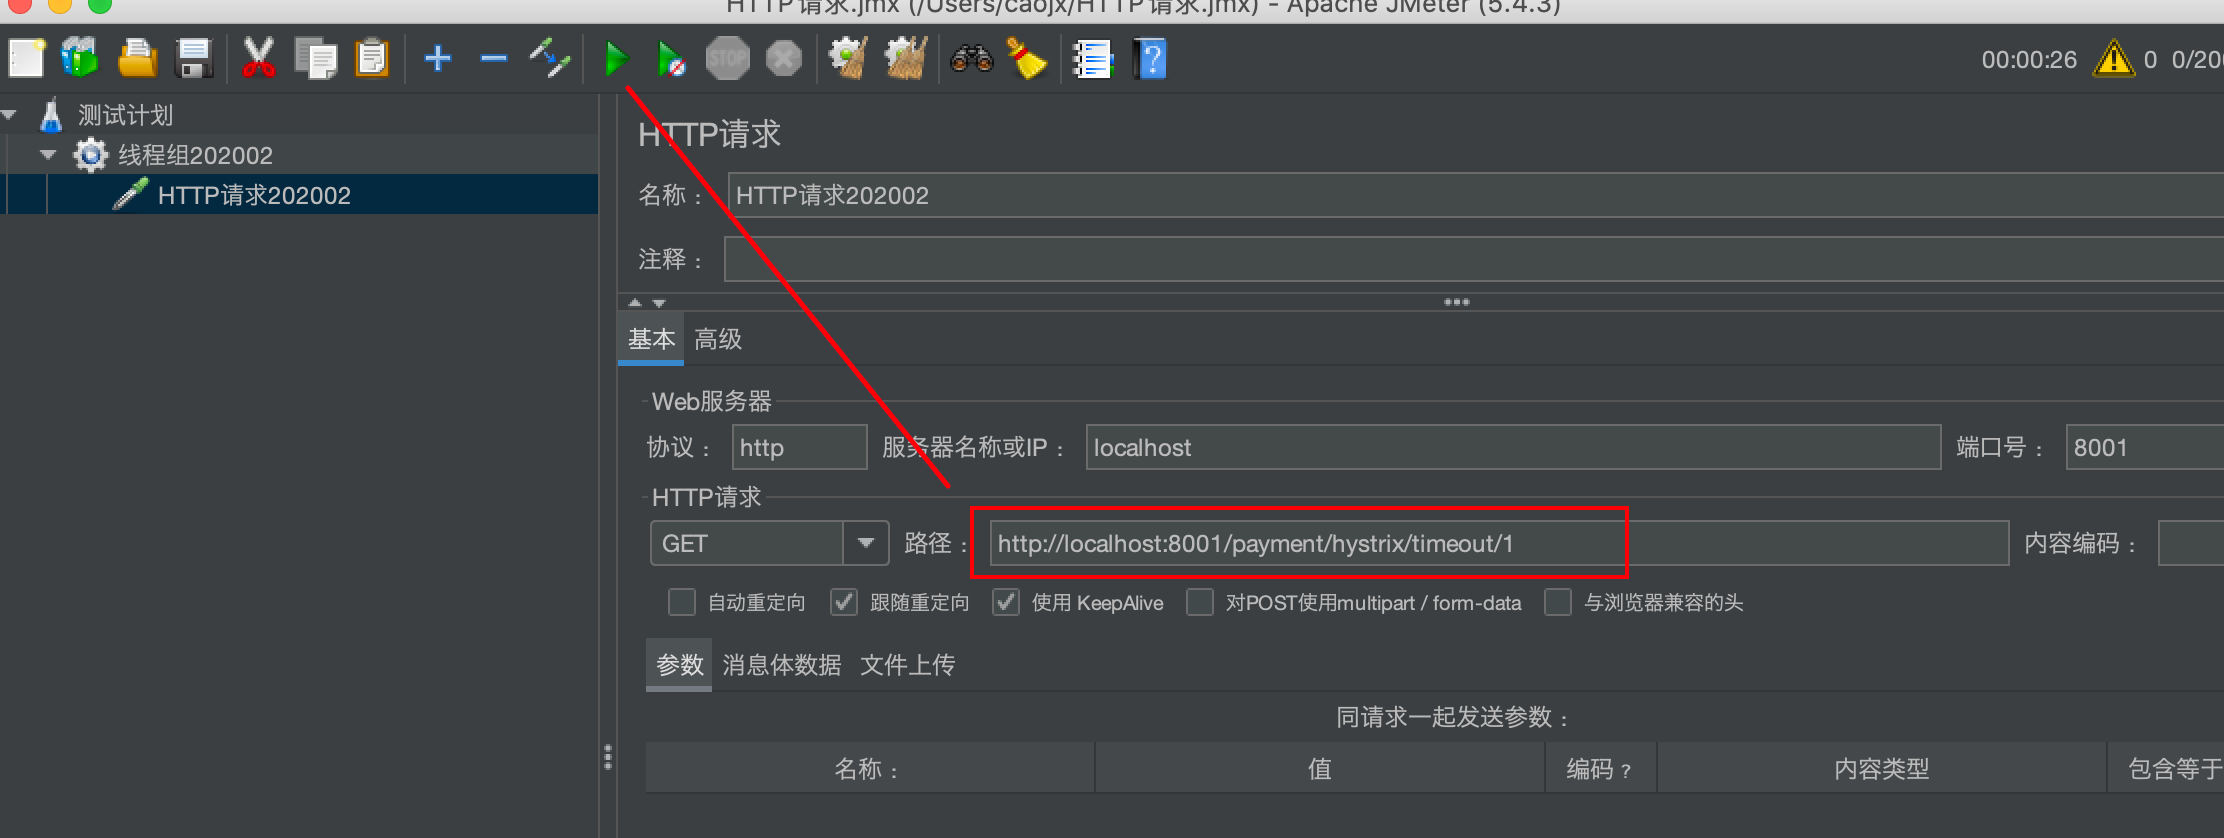 HTTP请求.jmx (/Users/caojx/HTTP请求.jmx) - Apache JMeter (5.4.3)
STOP
00:00:26 0 0/200
测试计划
线程组202002
HTTP请求202002
HTTP请求
名称： HTTP请求202002
注释：
基本 高级
Web服务器
协议： http 服务器名称或IP： localhost 端口号： 8001
HTTP请求
GET 路径： http://localhost:8001/payment/hystrix/timeout/1 内容编码：
自动重定向 跟随重定向 使用 KeepAlive 对POST使用multipart / form-data 与浏览器兼容的头
参数 消息体数据 文件上传
同请求一起发送参数：
名称： 值 编码？ 内容类型 包含等于